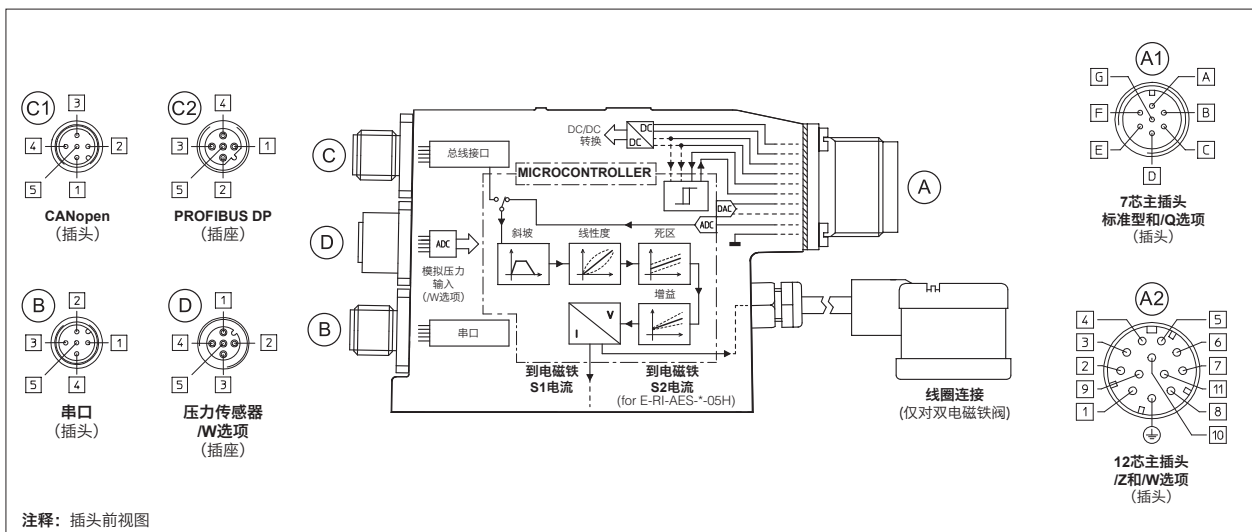 C1
3
4
2
5
1
CANopen
(插头)
C2
4
3
1
5
2
PROFIBUS DP
(插座)
B
2
3
1
5
4
串口
(插头)
D
1
4
2
5
3
压力传感器
/W选项
(插座)
C
总线接口
DC/DC
转换
DC
DC
MICROCONTROLLER
DAC
ADC
A
D
ADC
模拟压力
输入
(/W选项)
斜坡
线性度
死区
增益
V
I
B
串口
到电磁铁
S1电流
到电磁铁
S2电流
(for E-RI-AES-*-05H)
线圈连接
(仅对双电磁铁阀)
A1
G
A
F
B
E
C
D
7芯主插头
标准型和/Q选项
(插头)
A2
4
5
3
6
2
7
9
11
1
8
10
12芯主插头
/Z和/W选项
(插头)
注释：插头前视图